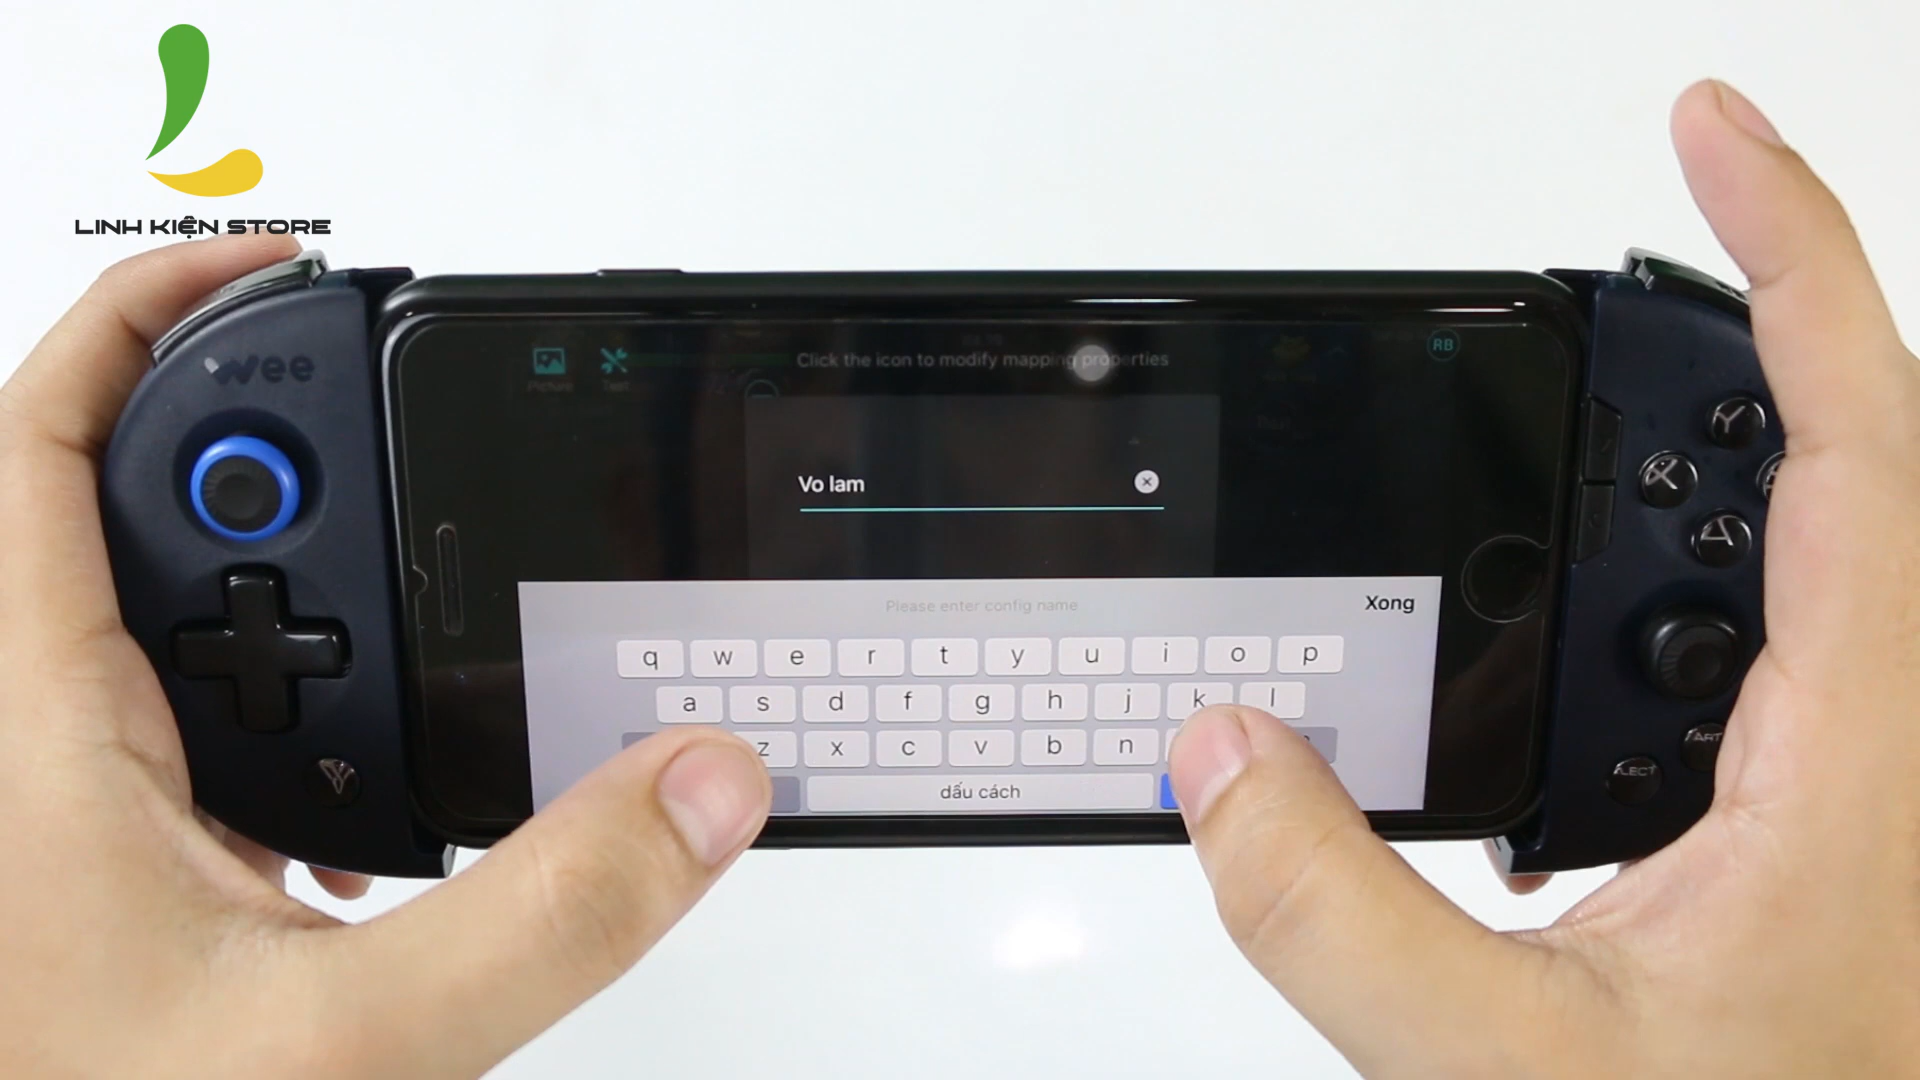 LINH KIỆN STORE
Wee
Picture
Click the icon to modify mapping properties
RB
Vo lam
Please enter config name
Xong
q w e r t y u i o p
a s d f g h j k l
z x c v b n
dấu cách
Y
X
A